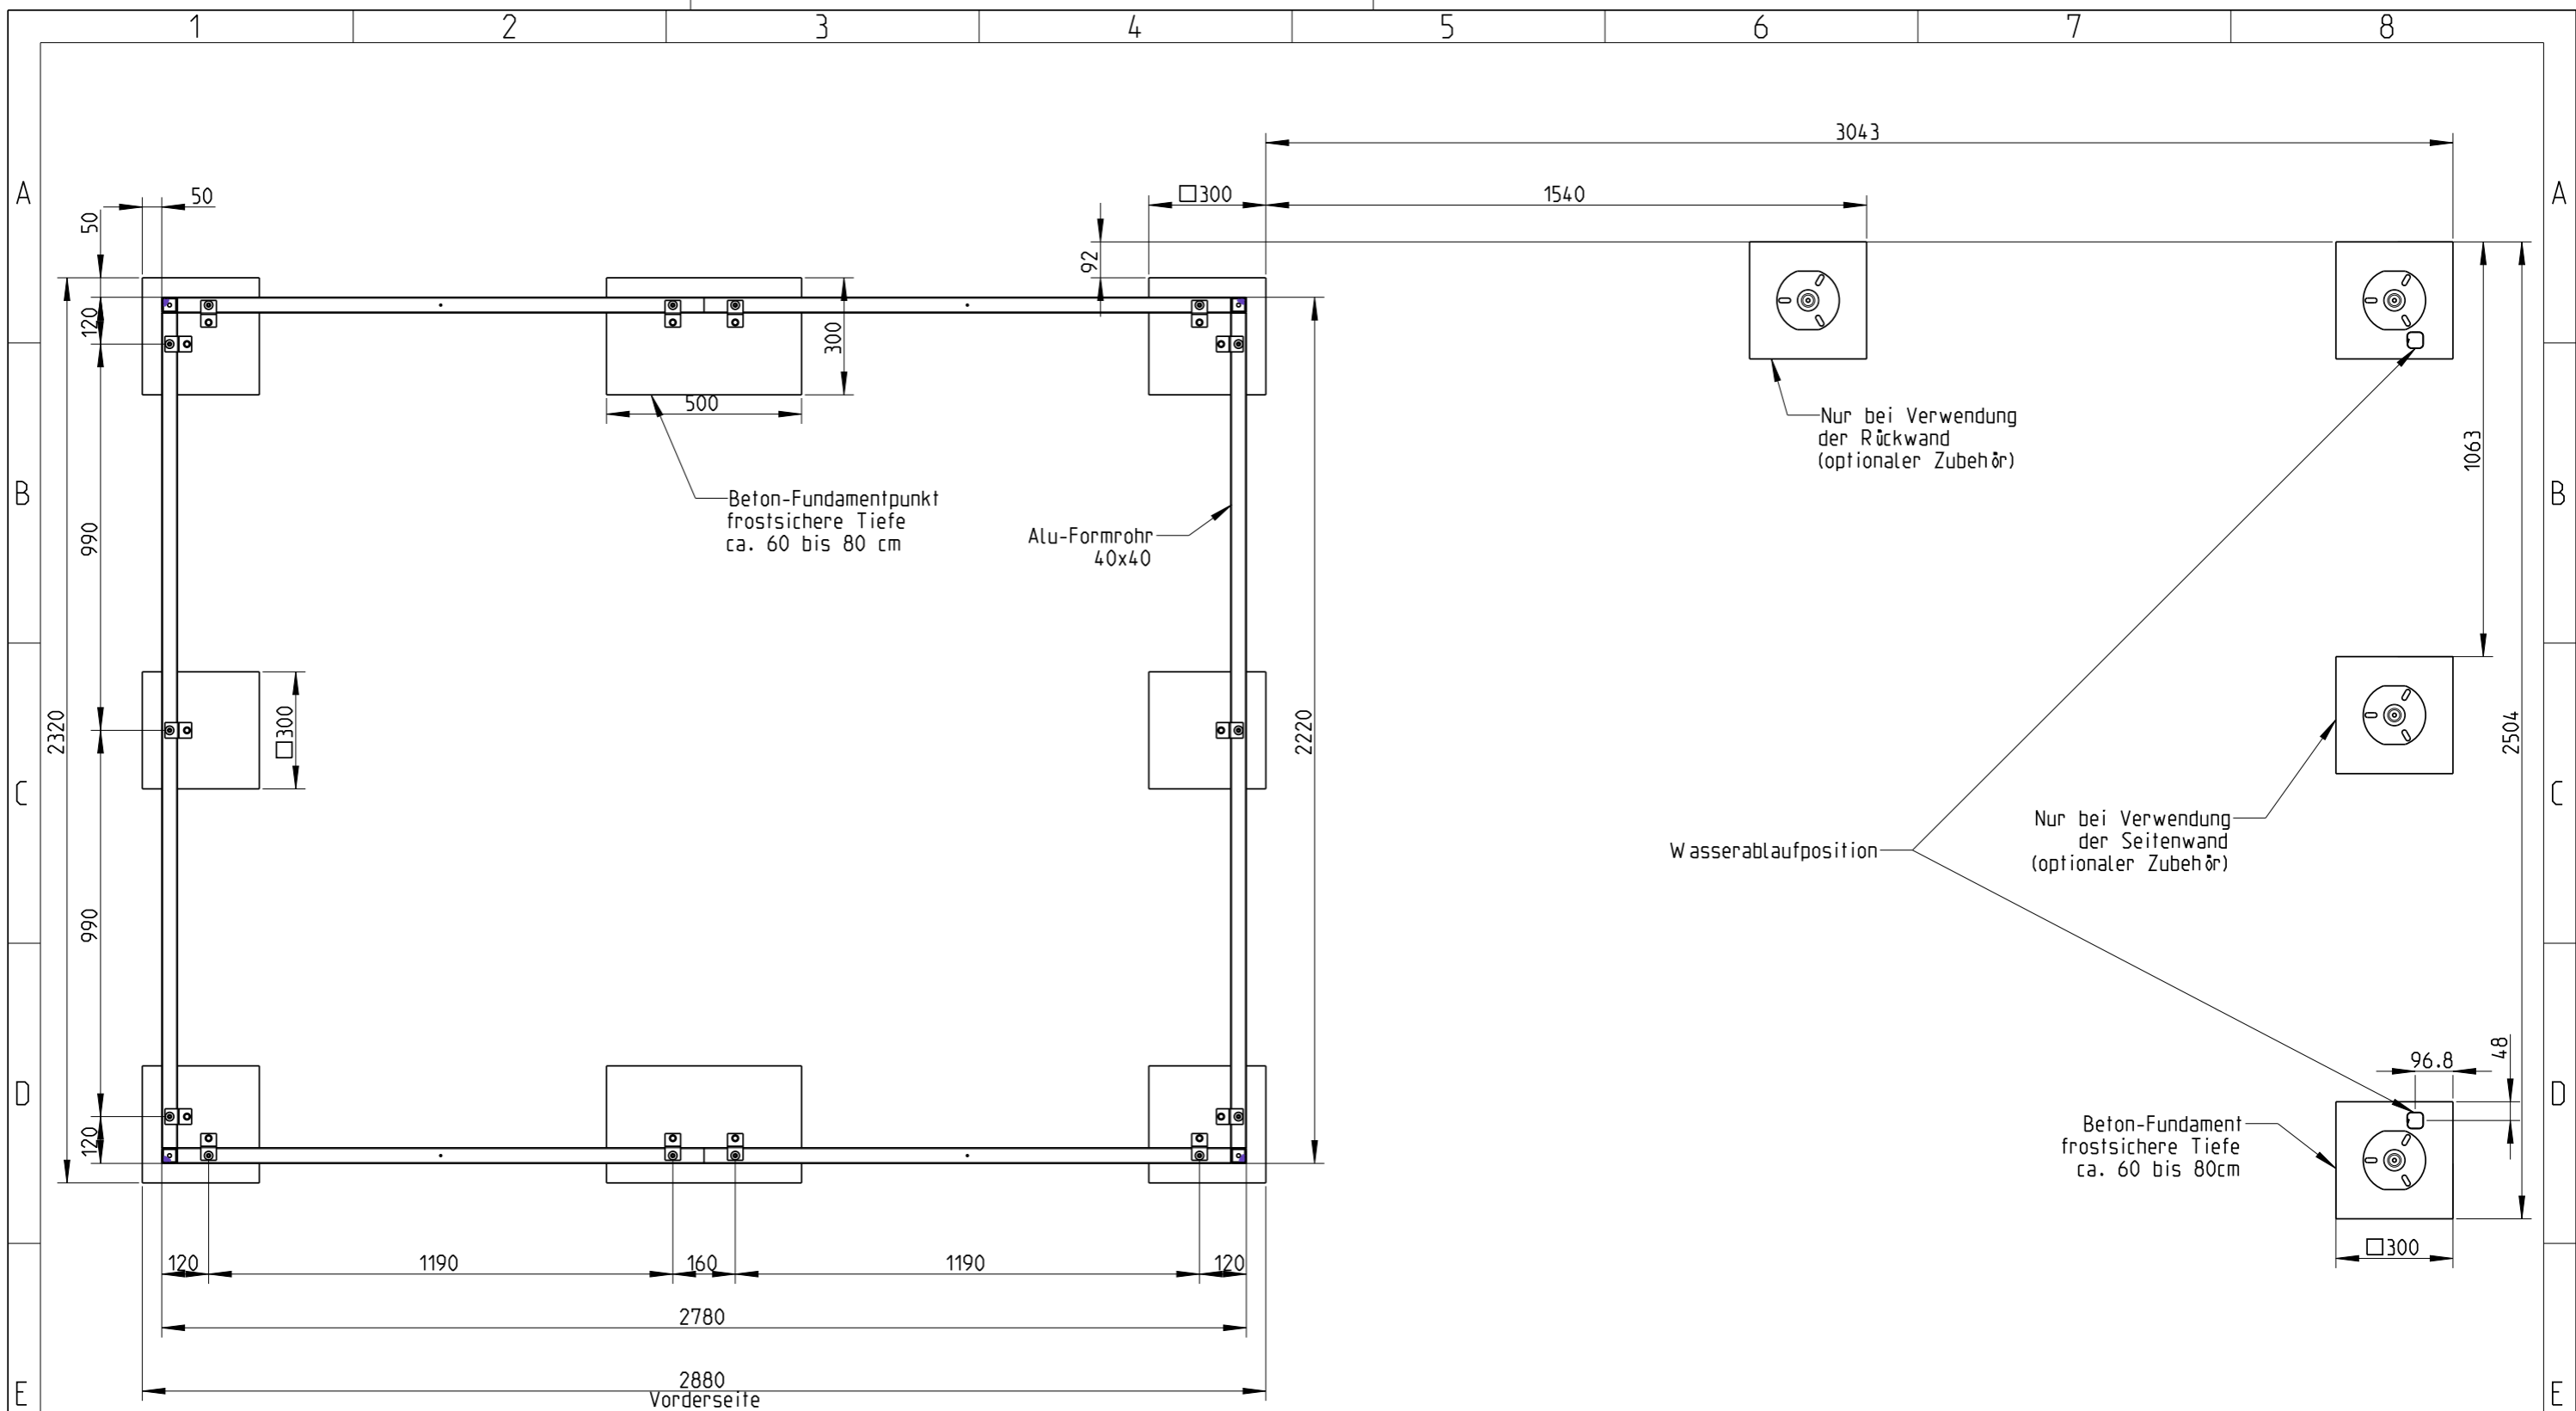 1 2 3 4 5 6 7 8
A A
B B
C C
D D
E E
3043
50
□300
1540
50
92
120
300
500
990
1063
Nur bei Verwendung
der Rückwand
(optionaler Zubehör)
Beton-Fundamentpunkt
frostsichere Tiefe
ca. 60 bis 80 cm
Alu-Formrohr
40x40
2320
□300
2220
2504
990
Nur bei Verwendung
der Seitenwand
(optionaler Zubehör)
Wasserablaufposition
96.8
48
120
Beton-Fundament
frostsichere Tiefe
ca. 60 bis 80cm
□300
120 1190 160 1190 120
2780
2880
Vorderseite